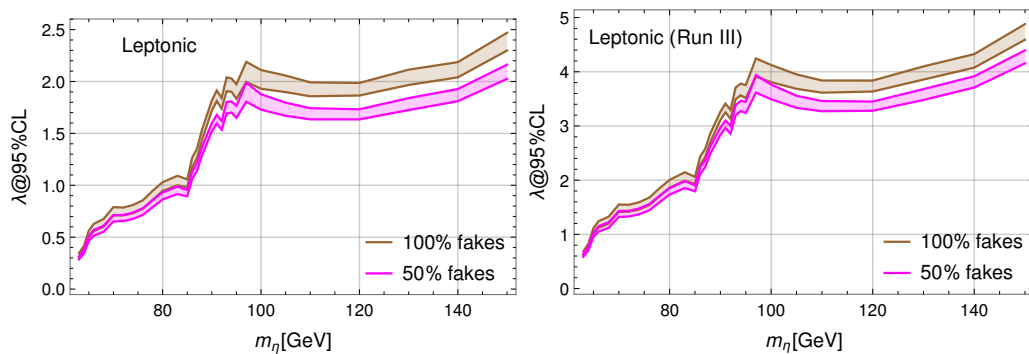 Leptonic
λ@95%CL
2.5
2.0
1.5
1.0
0.5
0.0
100% fakes
50% fakes
80
100
120
140
mη[GeV]
Leptonic (Run III)
λ@95%CL
5
4
3
2
1
0
100% fakes
50% fakes
80
100
120
140
mη[GeV]